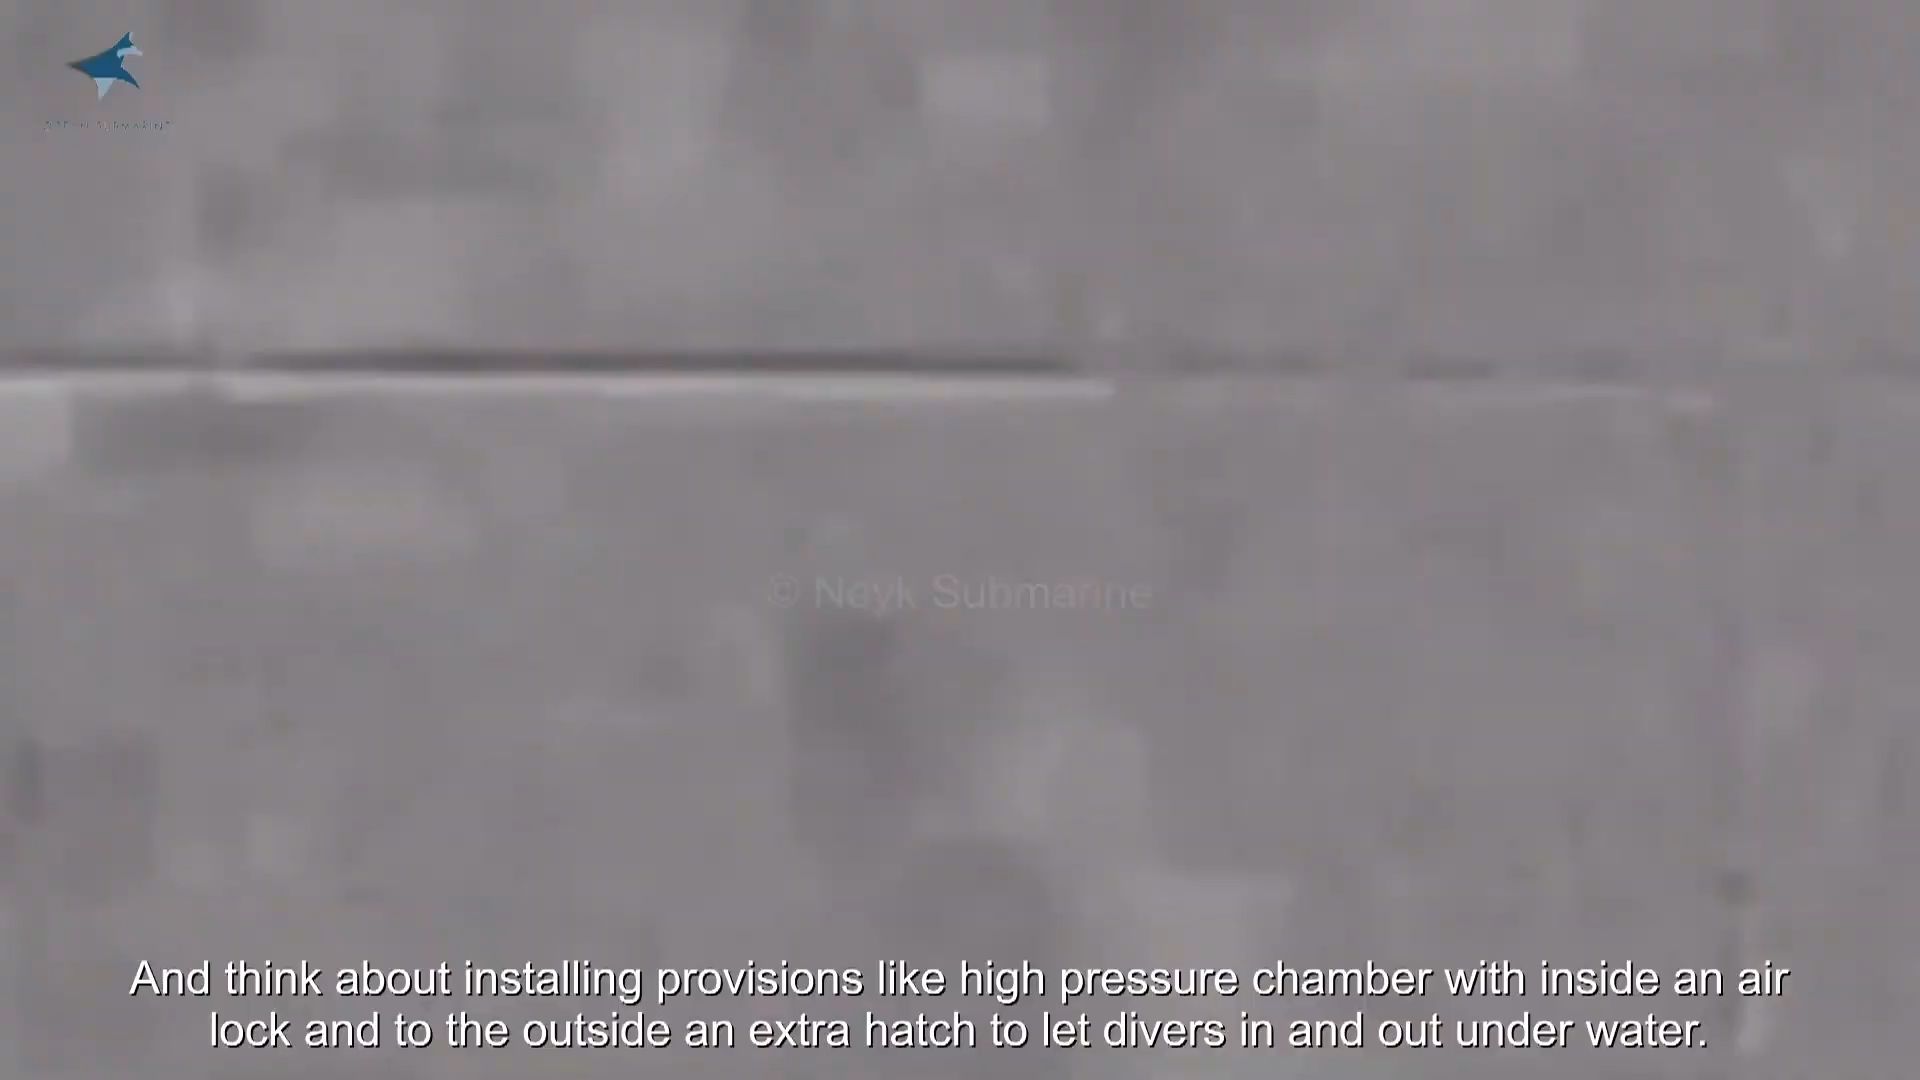 © Nayk Submarine
And think about installing provisions like high pressure chamber with inside an air
lock and to the outside an extra hatch to let divers in and out under water.